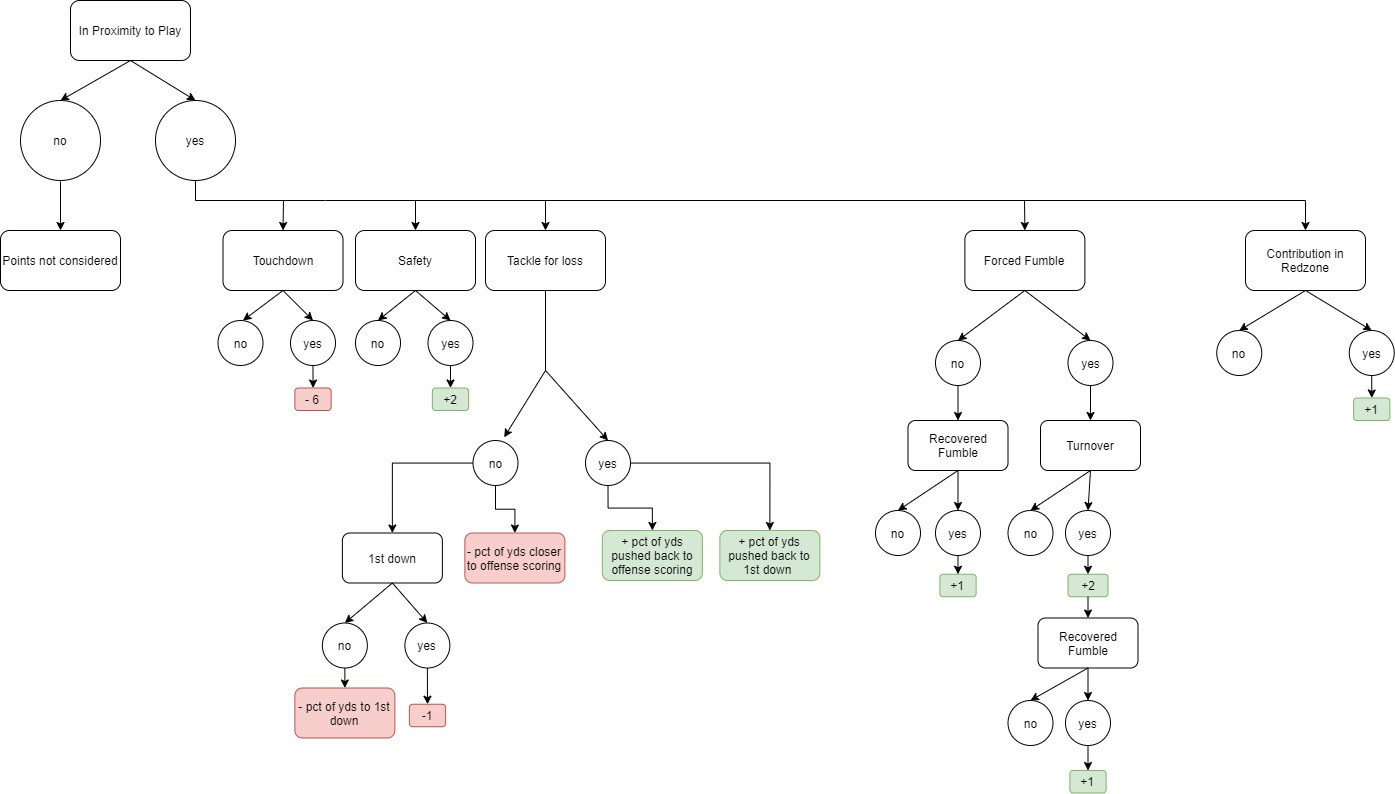 In Proximity to Play
no
yes
Points not considered
Touchdown
Safety
Tackle for loss
Forced Fumble
Contribution in
Redzone
no
yes
no
yes
no
yes
no
yes
- 6
+2
+1
Recovered
Fumble
Turnover
no
yes
no
yes
no
yes
1st down
- pct of yds closer
to offense scoring
+ pct of yds
pushed back to
offense scoring
+ pct of yds
pushed back to
1st down
+1
+2
no
yes
Recovered
Fumble
- pct of yds to 1st
down
-1
no
yes
+1